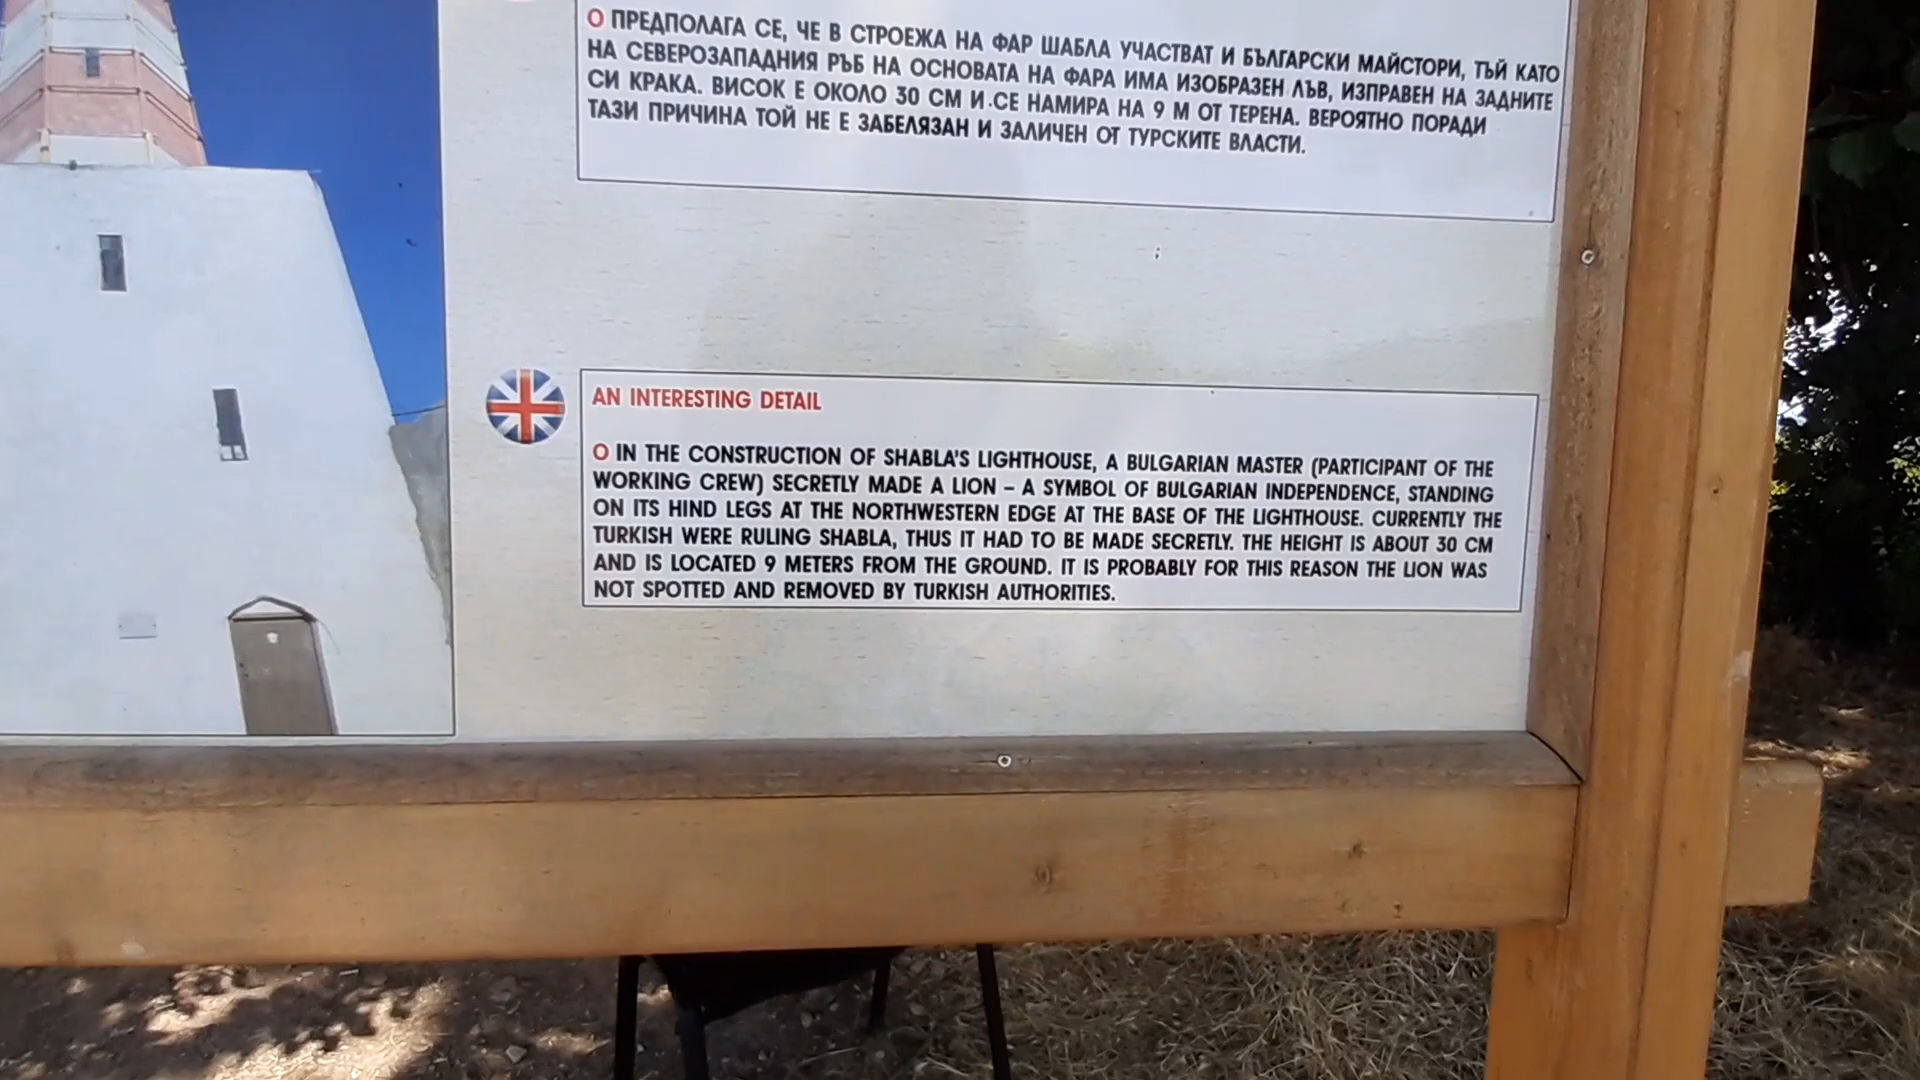 О ПРЕДПОЛАГА СЕ, ЧЕ В СТРОЕЖА НА ФАР ШАБЛА УЧАСТВАТ И БЪЛГАРСКИ МАЙСТОРИ, ТЪЙ КАТО
НА СЕВЕРОЗАПАДНИЯ РЪБ НА ОСНОВАТА НА ФАРА ИМА ИЗОБРАЗЕН ЛЪВ, ИЗПРАВЕН НА ЗАДНИТЕ
СИ КРАКА. ВИСОК Е ОКОЛО 30 СМ И СЕ НАМИРА НА 9 М ОТ ТЕРЕНА. ВЕРОЯТНО ПОРАДИ
ТАЗИ ПРИЧИНА ТОЙ НЕ Е ЗАБЕЛЯЗАН И ЗАЛИЧЕН ОТ ТУРСКИТЕ ВЛАСТИ.
AN INTERESTING DETAIL
O IN THE CONSTRUCTION OF SHABLA'S LIGHTHOUSE, A BULGARIAN MASTER (PARTICIPANT OF THE
WORKING CREW) SECRETLY MADE A LION – A SYMBOL OF BULGARIAN INDEPENDENCE, STANDING
ON ITS HIND LEGS AT THE NORTHWESTERN EDGE AT THE BASE OF THE LIGHTHOUSE. CURRENTLY THE
TURKISH WERE RULING SHABLA, THUS IT HAD TO BE MADE SECRETLY. THE HEIGHT IS ABOUT 30 CM
AND IS LOCATED 9 METERS FROM THE GROUND. IT IS PROBABLY FOR THIS REASON THE LION WAS
NOT SPOTTED AND REMOVED BY TURKISH AUTHORITIES.